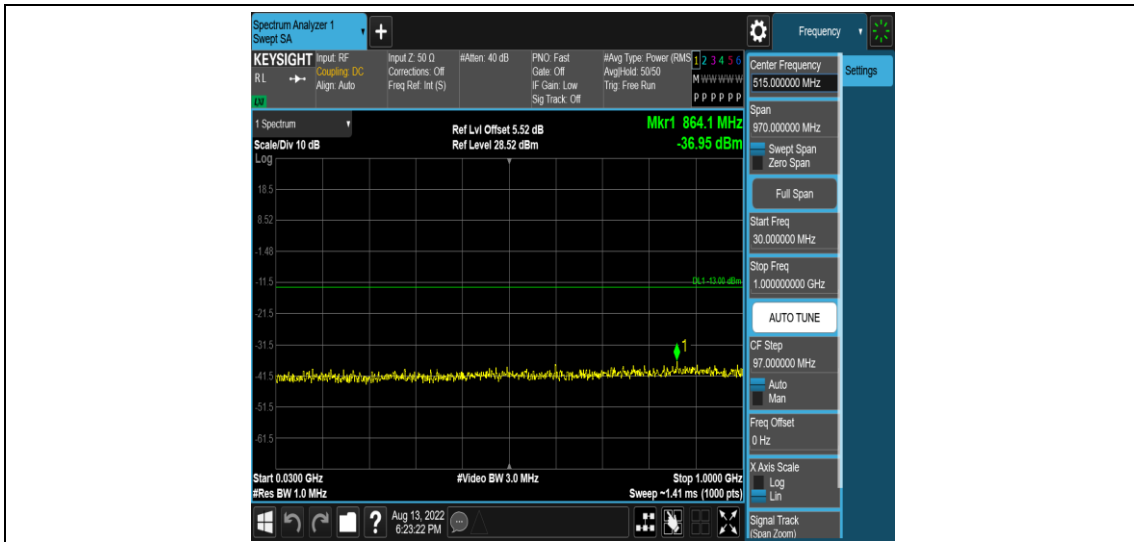 Spectrum Analyzer 1
Swept SA
+
Frequency
KEYSIGHT
RL
LXI
Input: RF
Coupling: DC
Align: Auto
Input Z: 50 Ω
Corrections: Off
Freq Ref: Int (S)
#Atten: 40 dB
PNO: Fast
Gate: Off
IF Gain: Low
Sig Track: Off
#Avg Type: Power (RMS
Avg|Hold: 50/50
Trig: Free Run
1 2 3 4 5 6
M W W W W W
P P P P P P
Center Frequency
515.000000 MHz
Settings
1 Spectrum
Scale/Div 10 dB
Ref Lvl Offset 5.52 dB
Ref Level 28.52 dBm
Mkr1 864.1 MHz
-36.95 dBm
Log
18.5
8.52
-1.48
-11.5
-21.5
-31.5
-41.5
-51.5
-61.5
DL1 -13.00 dBm
1
Start 0.0300 GHz
#Res BW 1.0 MHz
#Video BW 3.0 MHz
Stop 1.0000 GHz
Sweep ~1.41 ms (1000 pts)
Span
970.000000 MHz
Swept Span
Zero Span
Full Span
Start Freq
30.000000 MHz
Stop Freq
1.000000000 GHz
AUTO TUNE
CF Step
97.000000 MHz
Auto
Man
Freq Offset
0 Hz
X Axis Scale
Log
Lin
Signal Track
(Span Zoom)
?
Aug 13, 2022
6:23:22 PM